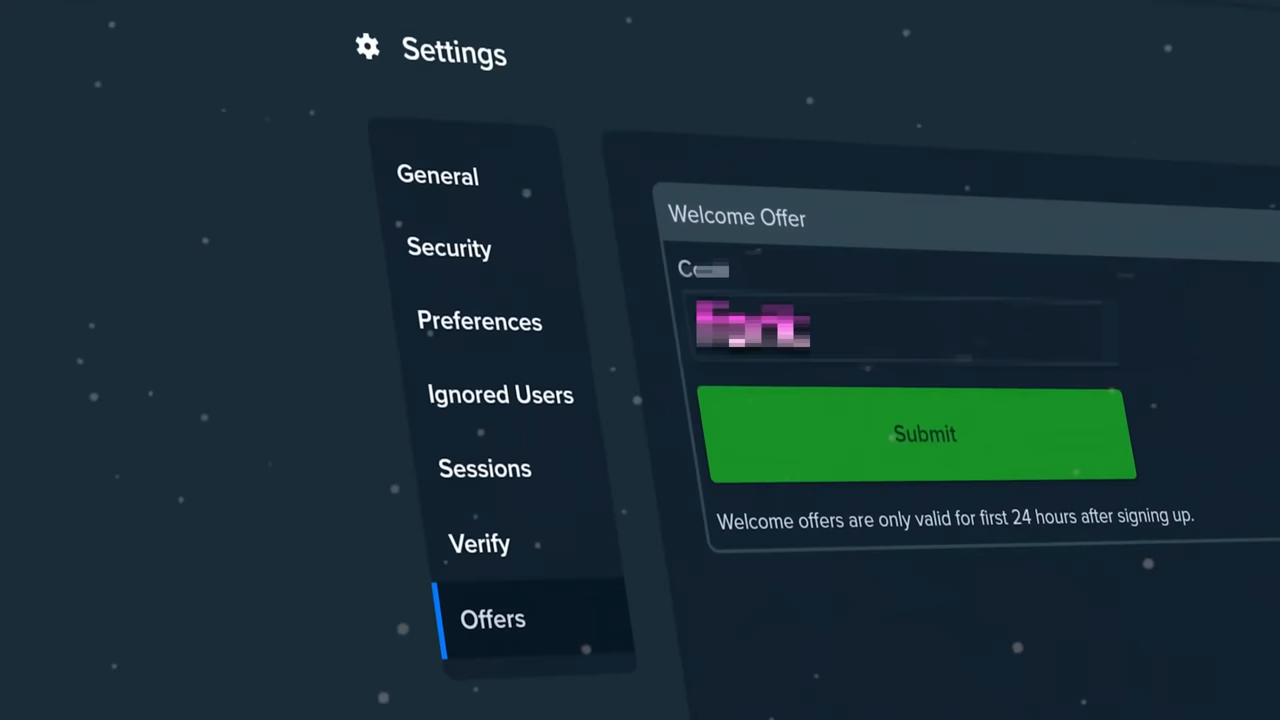 Settings
General
Security
Preferences
Ignored Users
Sessions
Verify
Offers
Welcome Offer
Submit
Welcome offers are only valid for first 24 hours after signing up.